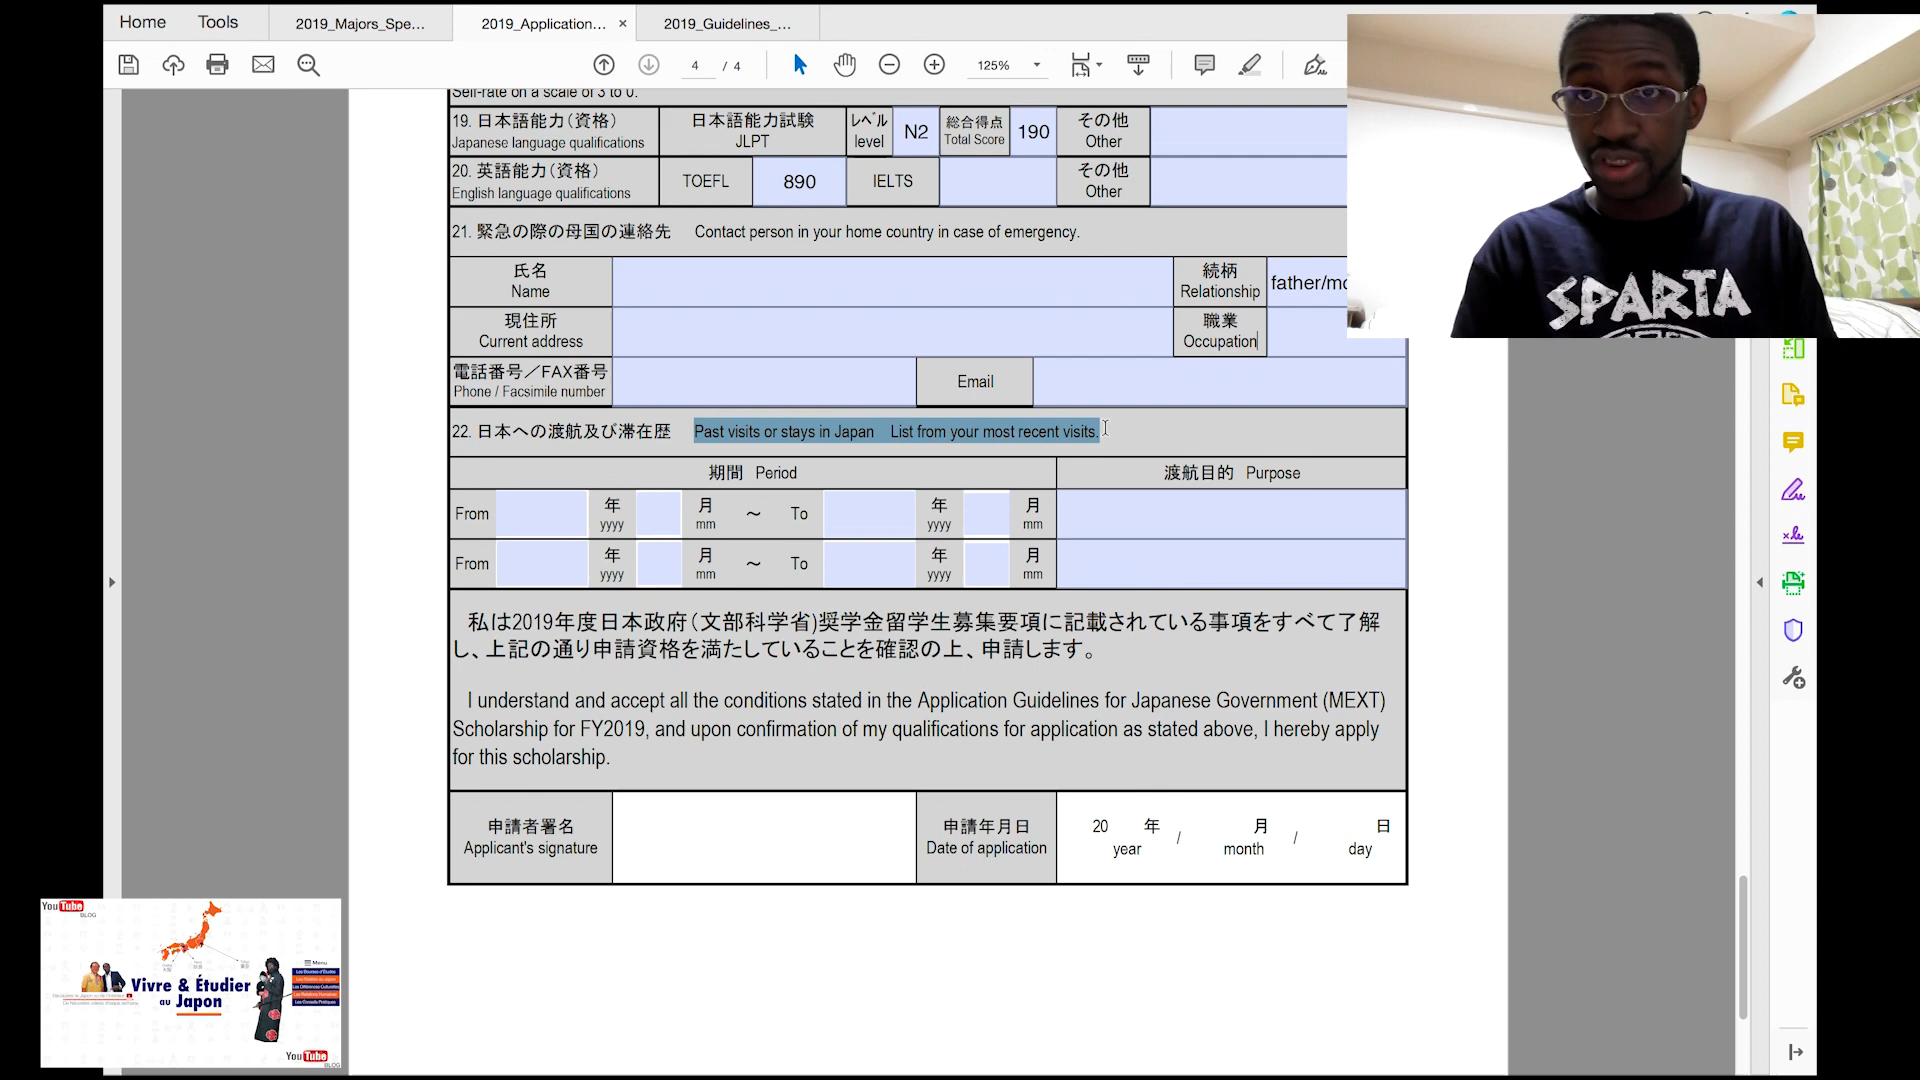 Home
Tools
2019_Majors_Spe...
2019_Application...
×
2019_Guidelines_...
4
/ 4
125%
Self-rate on a scale of 3 to 0.
19. 日本語能力（資格）
Japanese language qualifications
日本語能力試験
JLPT
ﾚﾍﾞﾙ
level
N2
総合得点
Total Score
190
その他
Other
20. 英語能力（資格）
English language qualifications
TOEFL
890
IELTS
その他
Other
21. 緊急の際の母国の連絡先 Contact person in your home country in case of emergency.
氏名
Name
続柄
Relationship
father/mo
現住所
Current address
職業
Occupation
電話番号／FAX番号
Phone / Facsimile number
Email
22. 日本への渡航及び滞在歴 Past visits or stays in Japan List from your most recent visits.
期間 Period
渡航目的 Purpose
From 年 月 ～ To 年 月
yyyy mm yyyy mm
From 年 月 ～ To 年 月
yyyy mm yyyy mm
私は2019年度日本政府（文部科学省)奨学金留学生募集要項に記載されている事項をすべて了解
し、上記の通り申請資格を満たしていることを確認の上、申請します。
I understand and accept all the conditions stated in the Application Guidelines for Japanese Government (MEXT)
Scholarship for FY2019, and upon confirmation of my qualifications for application as stated above, I hereby apply
for this scholarship.
申請者署名
Applicant's signature
申請年月日
Date of application
20 年 / 月 / 日
year month day
SPARTA
YouTube
BLOG
Vivre & Étudier
au Japon
Menu
Les Bourses d'Études
YouTube
BLOG